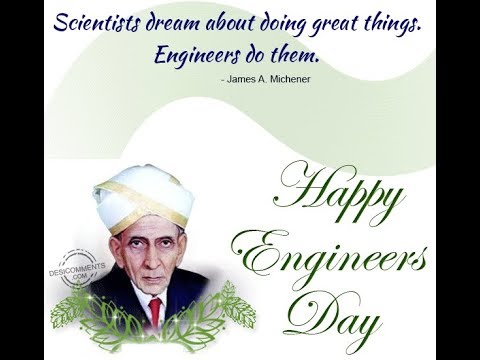 Scientists dream about doing great things.
Engineers do them.
- James A. Michener
Happy
Engineers
Day
DESICOMMENTS
.COM